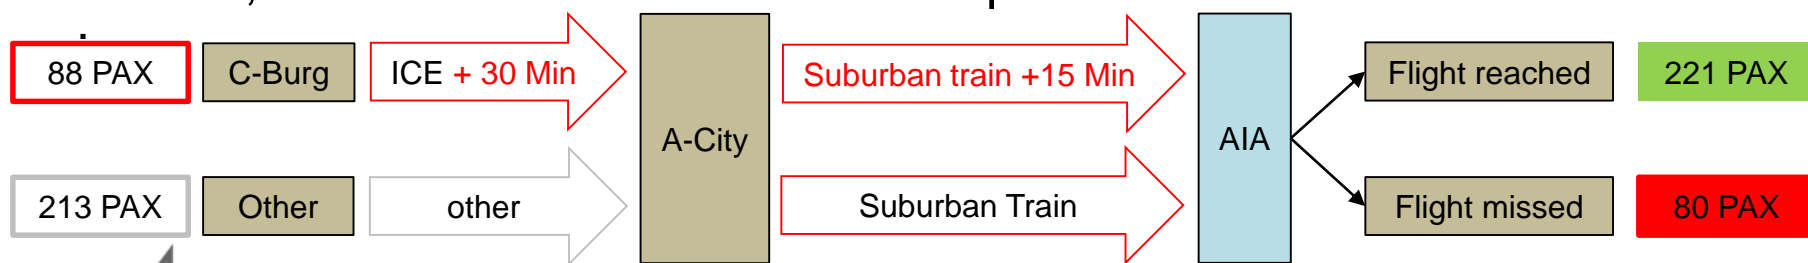 88 PAX
C-Burg
ICE + 30 Min
Suburban train +15 Min
Flight reached
221 PAX
A-City
AIA
213 PAX
Other
other
Suburban Train
Flight missed
80 PAX